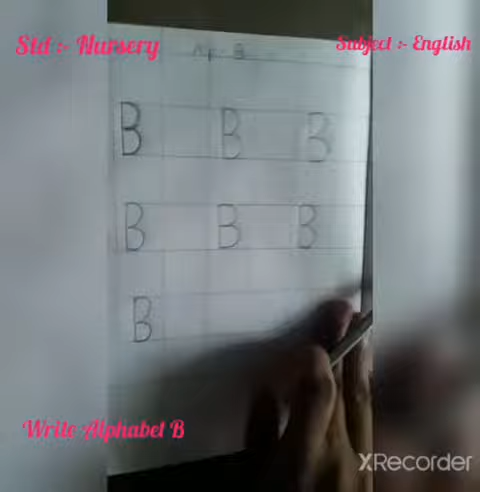 Std :- Nursery Subject :- English
B B B
B B B
B
Write Alphabet B
XRecorder